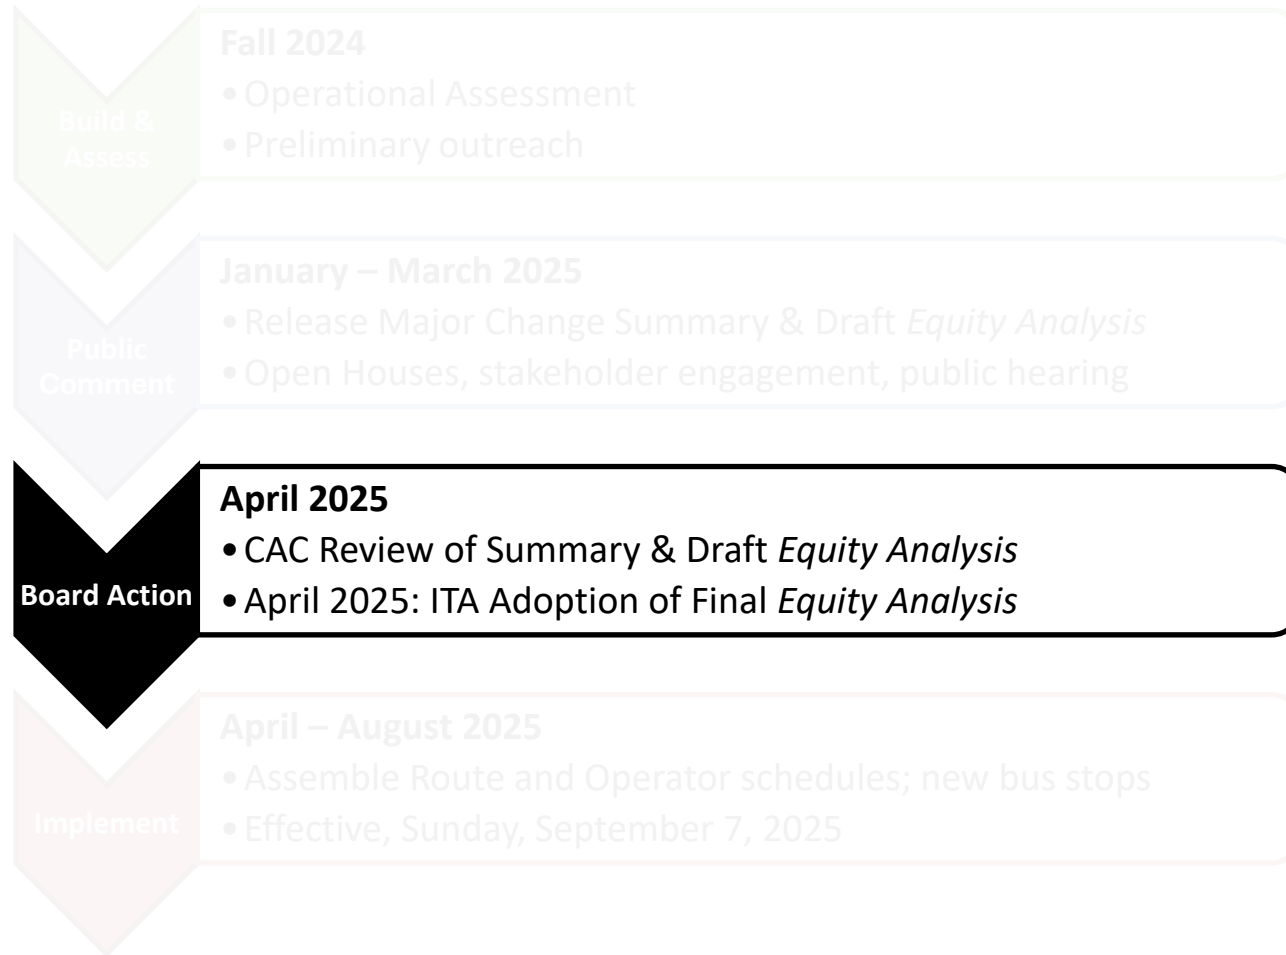 Build &
Assess
Fall 2024
• Operational Assessment
• Preliminary outreach
Public
Comment
January – March 2025
• Release Major Change Summary & Draft Equity Analysis
• Open Houses, stakeholder engagement, public hearing
Board Action
April 2025
• CAC Review of Summary & Draft Equity Analysis
• April 2025: ITA Adoption of Final Equity Analysis
Implement
April – August 2025
• Assemble Route and Operator schedules; new bus stops
• Effective, Sunday, September 7, 2025